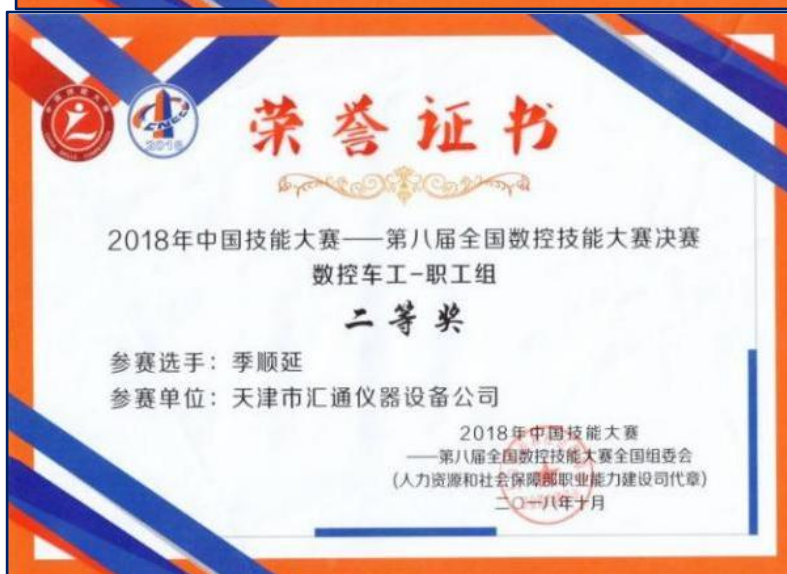 荣誉证书
2018
2018年中国技能大赛——第八届全国数控技能大赛决赛
数控车工-职工组
二等奖
参赛选手：季顺延
参赛单位：天津市汇通仪器设备公司
2018年中国技能大赛
——第八届全国数控技能大赛全国组委会
(人力资源和社会保障部职业能力建设司代章)
二〇一八年十月